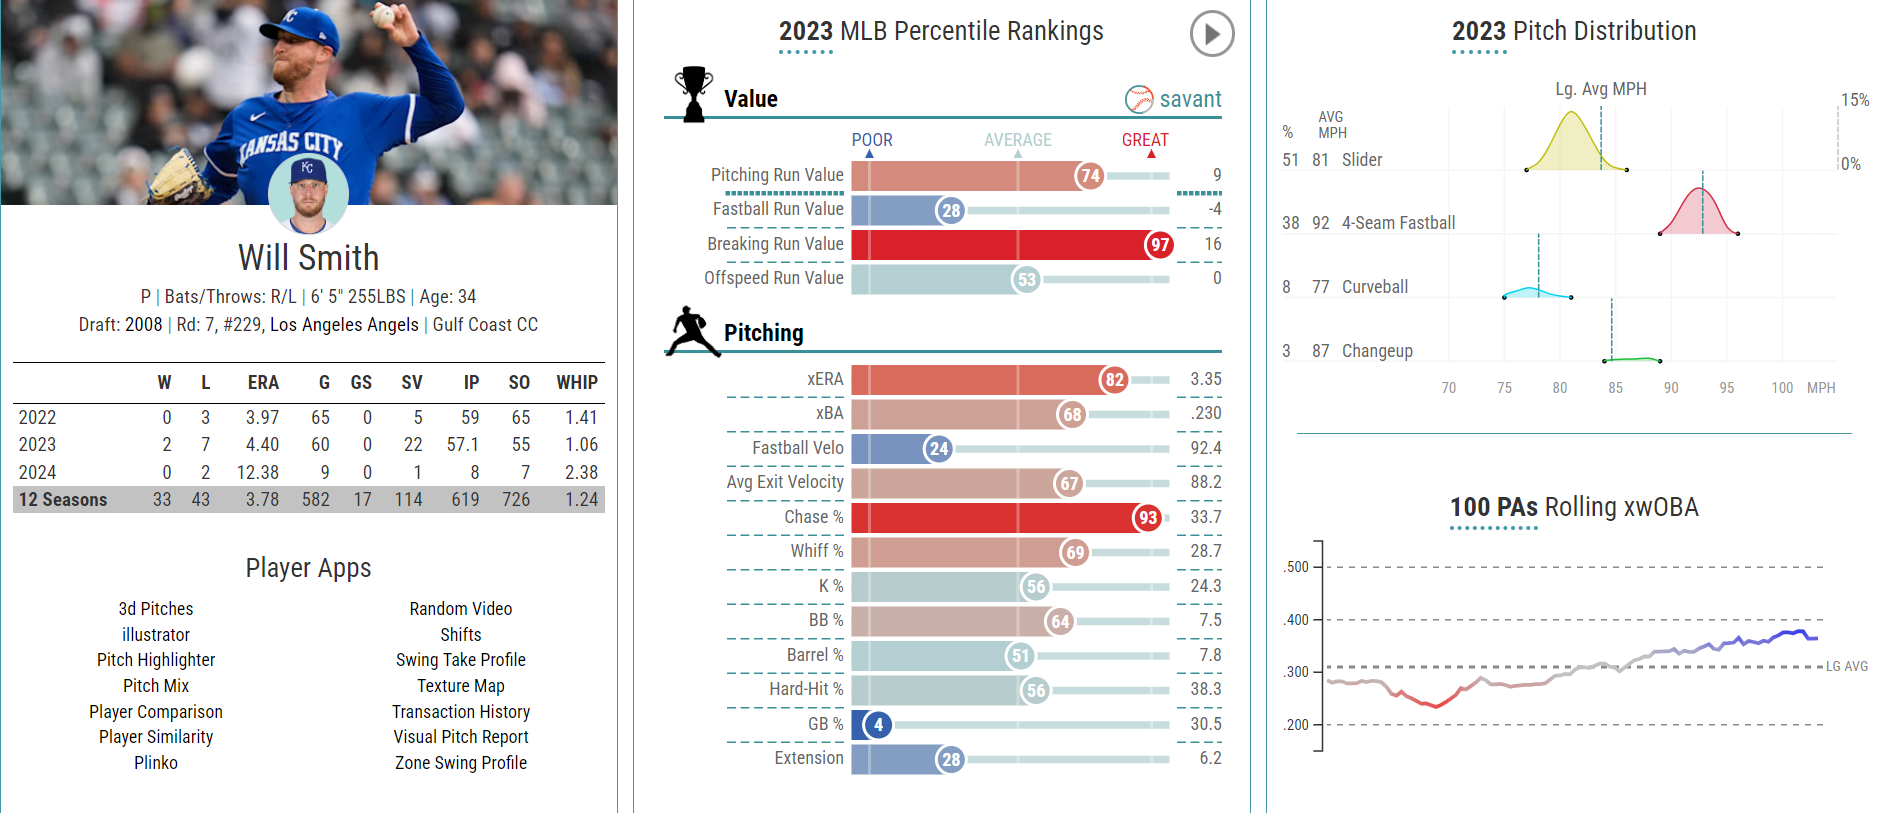 KANSAS CITY
KC
Will Smith
P | Bats/Throws: R/L | 6' 5" 255LBS | Age: 34
Draft: 2008 | Rd: 7, #229, Los Angeles Angels | Gulf Coast CC
W L ERA G GS SV IP SO WHIP
2022 0 3 3.97 65 0 5 59 65 1.41
2023 2 7 4.40 60 0 22 57.1 55 1.06
2024 0 2 12.38 9 0 1 8 7 2.38
12 Seasons 33 43 3.78 582 17 114 619 726 1.24
Player Apps
3d Pitches Random Video
illustrator Shifts
Pitch Highlighter Swing Take Profile
Pitch Mix Texture Map
Player Comparison Transaction History
Player Similarity Visual Pitch Report
Plinko Zone Swing Profile
2023 MLB Percentile Rankings
Value savant
POOR AVERAGE GREAT
Pitching Run Value 74 9
Fastball Run Value 28 -4
Breaking Run Value 97 16
Offspeed Run Value 53 0
Pitching
xERA 82 3.35
xBA 68 .230
Fastball Velo 24 92.4
Avg Exit Velocity 67 88.2
Chase % 93 33.7
Whiff % 69 28.7
K % 56 24.3
BB % 64 7.5
Barrel % 51 7.8
Hard-Hit % 56 38.3
GB % 4 30.5
Extension 28 6.2
2023 Pitch Distribution
Lg. Avg MPH
15%
% AVG MPH
51 81 Slider 0%
38 92 4-Seam Fastball
8 77 Curveball
3 87 Changeup
70 75 80 85 90 95 100 MPH
100 PAs Rolling xwOBA
.500
.400
.300 LG AVG
.200